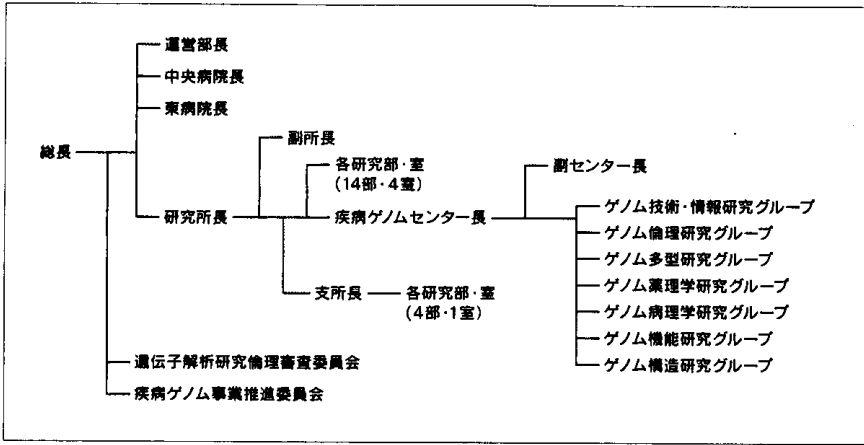 総長
運営部長
中央病院長
東病院長
研究所長
副所長
各研究部・室
(14部・4室)
疾病ゲノムセンター長
支所長
各研究部・室
(4部・1室)
副センター長
ゲノム技術・情報研究グループ
ゲノム倫理研究グループ
ゲノム多型研究グループ
ゲノム薬理学研究グループ
ゲノム病理学研究グループ
ゲノム機能研究グループ
ゲノム構造研究グループ
遺伝子解析研究倫理審査委員会
疾病ゲノム事業推進委員会